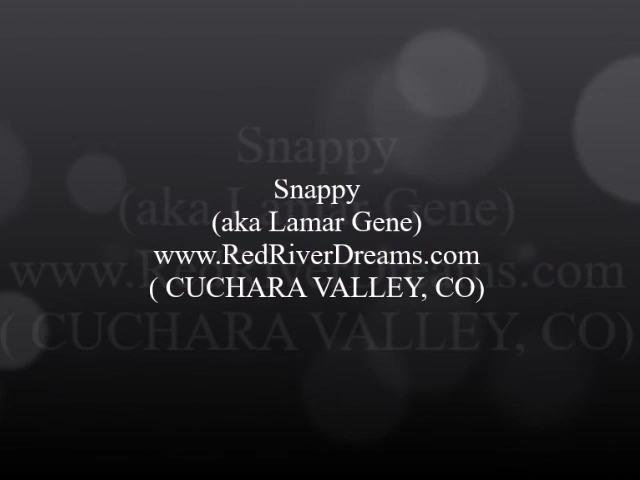 Snappy
(aka Lamar Gene)
www.RedRiverDreams.com
( CUCHARA VALLEY, CO)